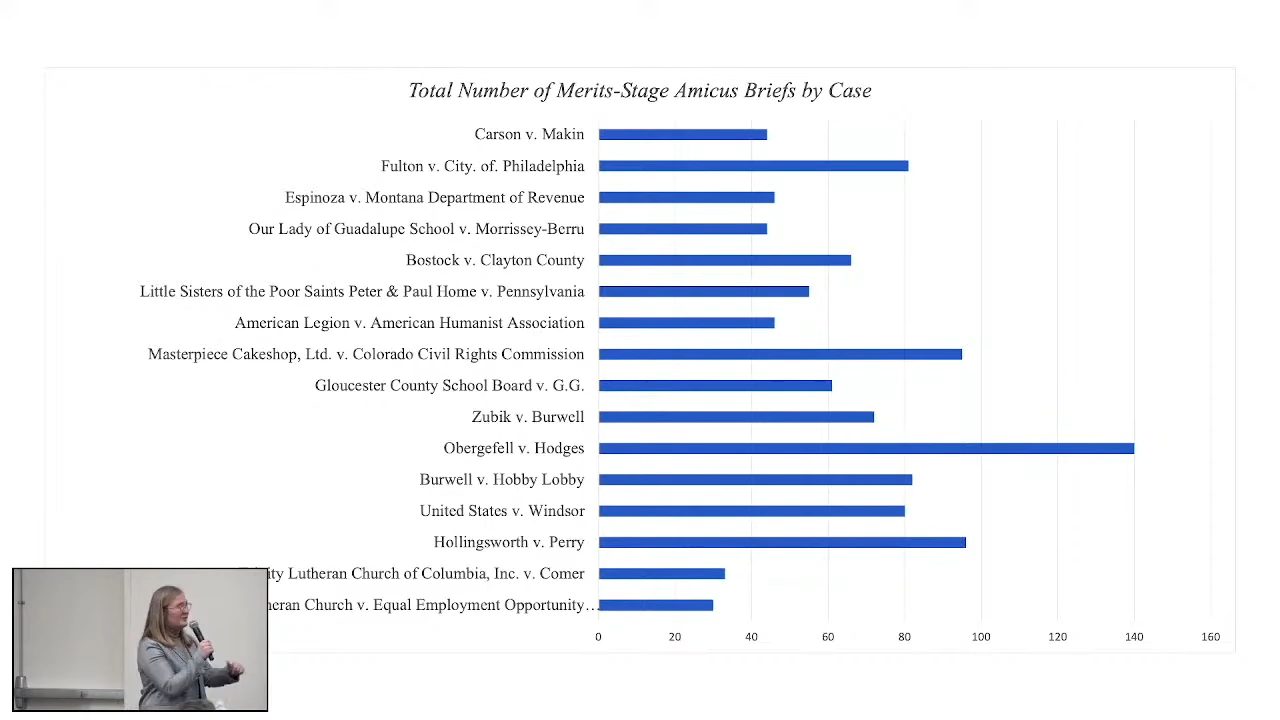 Total Number of Merits-Stage Amicus Briefs by Case
Carson v. Makin
Fulton v. City. of. Philadelphia
Espinoza v. Montana Department of Revenue
Our Lady of Guadalupe School v. Morrissey-Berru
Bostock v. Clayton County
Little Sisters of the Poor Saints Peter & Paul Home v. Pennsylvania
American Legion v. American Humanist Association
Masterpiece Cakeshop, Ltd. v. Colorado Civil Rights Commission
Gloucester County School Board v. G.G.
Zubik v. Burwell
Obergefell v. Hodges
Burwell v. Hobby Lobby
United States v. Windsor
Hollingsworth v. Perry
Lutheran Church of Columbia, Inc. v. Comer
Church v. Equal Employment Opportunity…
0 20 40 60 80 100 120 140 160